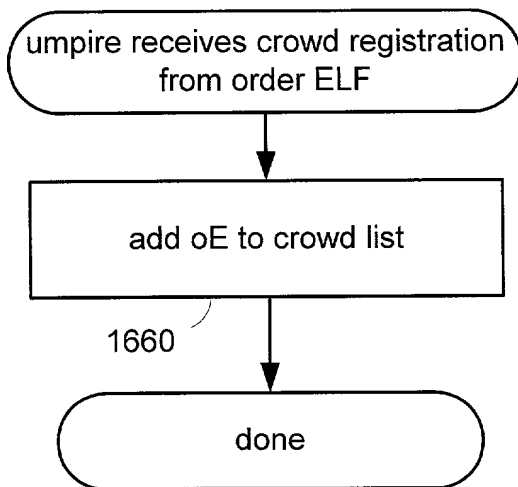 umpire receives crowd registration
from order ELF
add oE to crowd list
1660
done